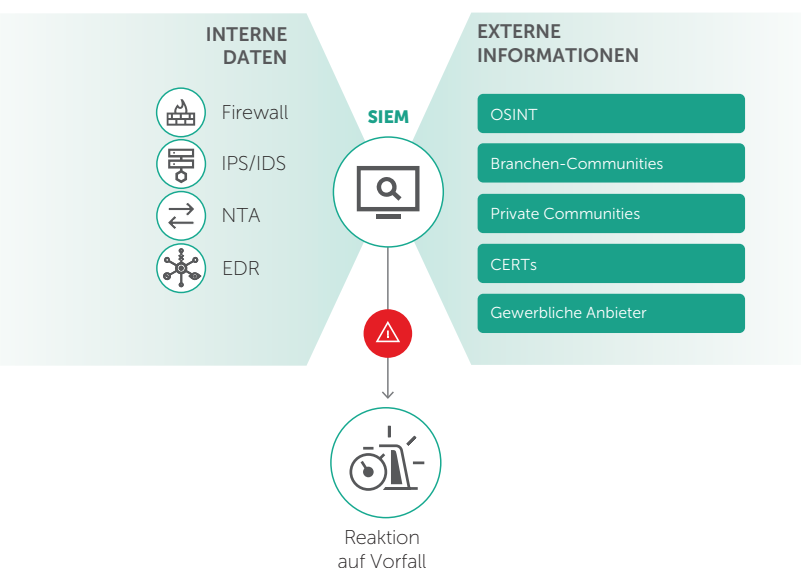 INTERNE
DATEN
Firewall
IPS/IDS
NTA
EDR
SIEM
EXTERNE
INFORMATIONEN
OSINT
Branchen-Communities
Private Communities
CERTs
Gewerbliche Anbieter
Reaktion
auf Vorfall